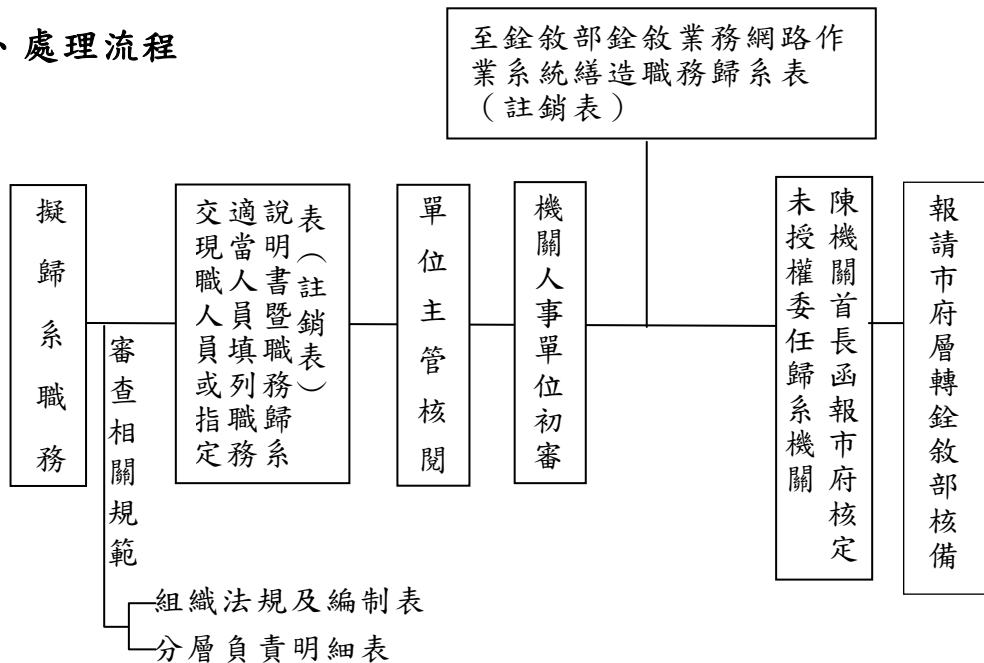 、處理流程
至銓敘部銓敘業務網路作
業系統繕造職務歸系表
（註銷表）
擬歸系職務
審查相關規範
組織法規及編制表
分層負責明細表
交現職人員或指定
適當人員填列職務
說明書暨職務歸系
表（註銷表）
單位主管核閱
機關人事單位初審
未授權委任歸系機關
陳機關首長函報市府核定
報請市府層轉銓敘部核備